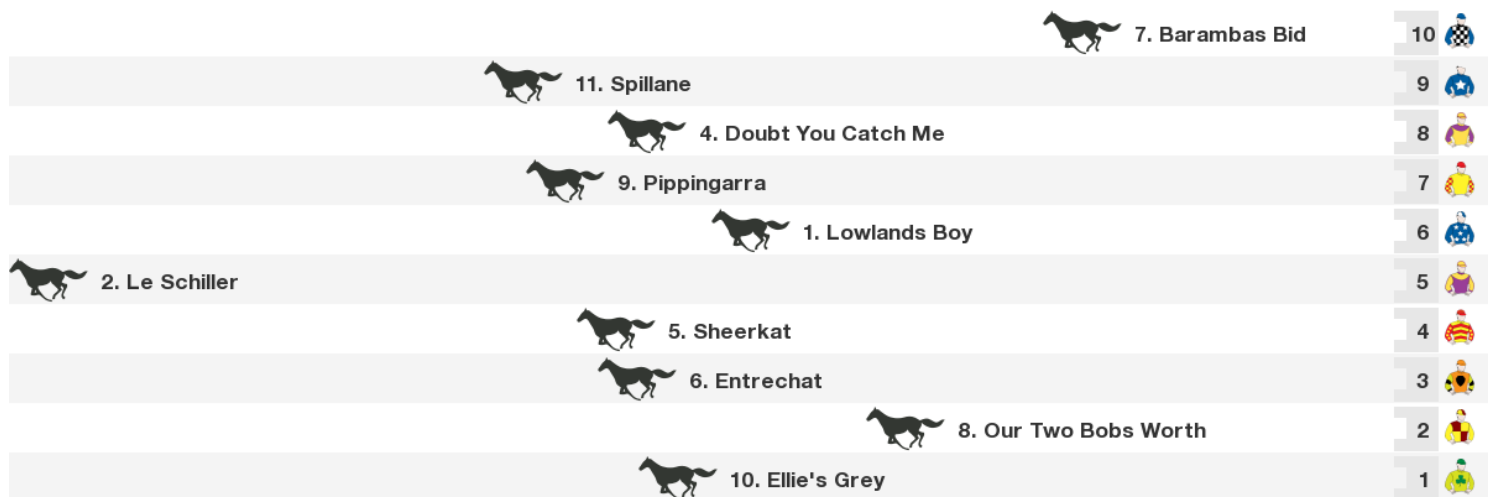 7. Barambas Bid 10
11. Spillane 9
4. Doubt You Catch Me 8
9. Pippingarra 7
1. Lowlands Boy 6
2. Le Schiller 5
5. Sheerkat 4
6. Entrechat 3
8. Our Two Bobs Worth 2
10. Ellie's Grey 1